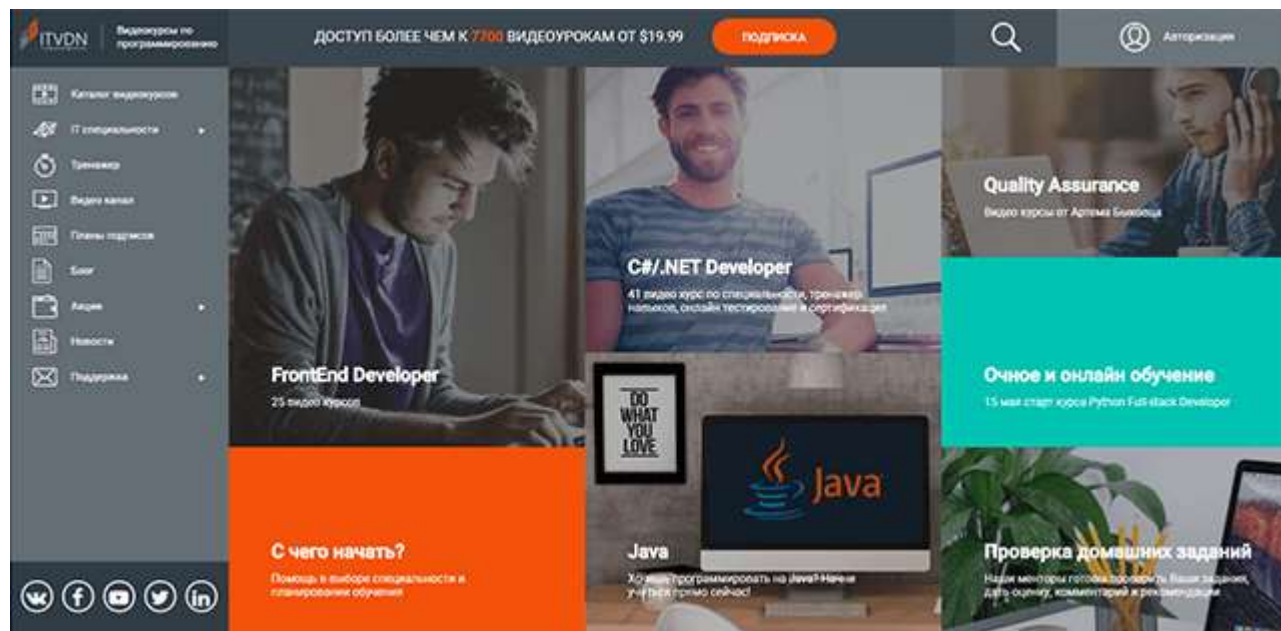 ITVDN
Видеокурсы по
программированию
ДОСТУП БОЛЕЕ ЧЕМ К 7700 ВИДЕОУРОКАМ ОТ $19.99
ПОДПИСКА
Авторизация
Каталог видеокурсов
IT специальности
Тренажер
Видео канал
Планы подписок
Блог
Акции
Новости
Поддержка
FrontEnd Developer
25 видео курсов
C#/.NET Developer
41 видео курс по специальности, тренажер
навыков, онлайн тестирование и сертификация
Quality Assurance
Видео курсы от Артема Быковца
Очное и онлайн обучение
15 мая старт курса Python Full-stack Developer
С чего начать?
Помощь в выборе специальности и
планировании обучения
DO
WHAT
YOU
LOVE
Java
Java
Хочешь программировать на Java? Начни
учиться прямо сейчас!
Проверка домашних заданий
Наши менторы готовы проверить Ваши задания,
дать оценку, комментарий и рекомендации